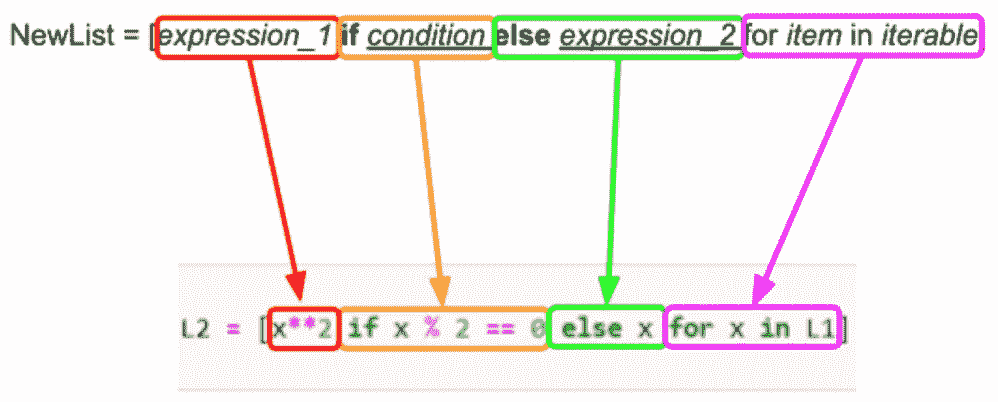 NewList = [expression_1 if condition else expression_2 for item in iterable
L2 = [x**2 if x % 2 == 0 else x for x in L1]